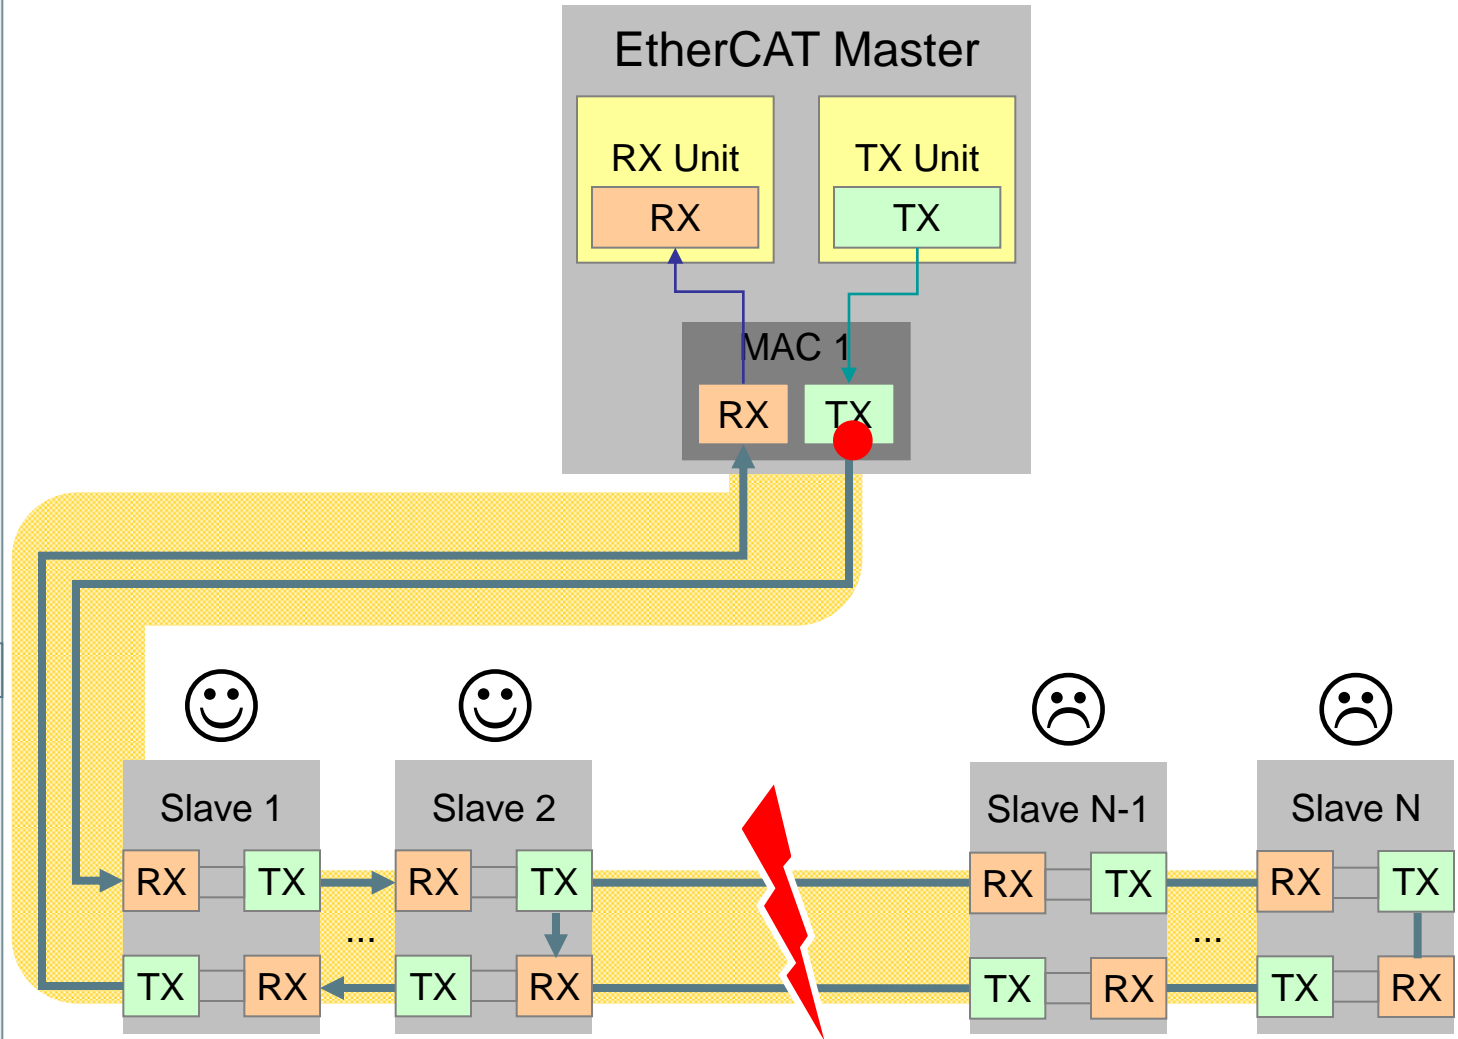 EtherCAT Master
RX Unit
TX Unit
RX
TX
MAC 1
RX
TX
Slave 1
Slave 2
Slave N-1
Slave N
RX
TX
RX
TX
RX
TX
RX
TX
...
...
TX
RX
TX
RX
TX
RX
TX
RX